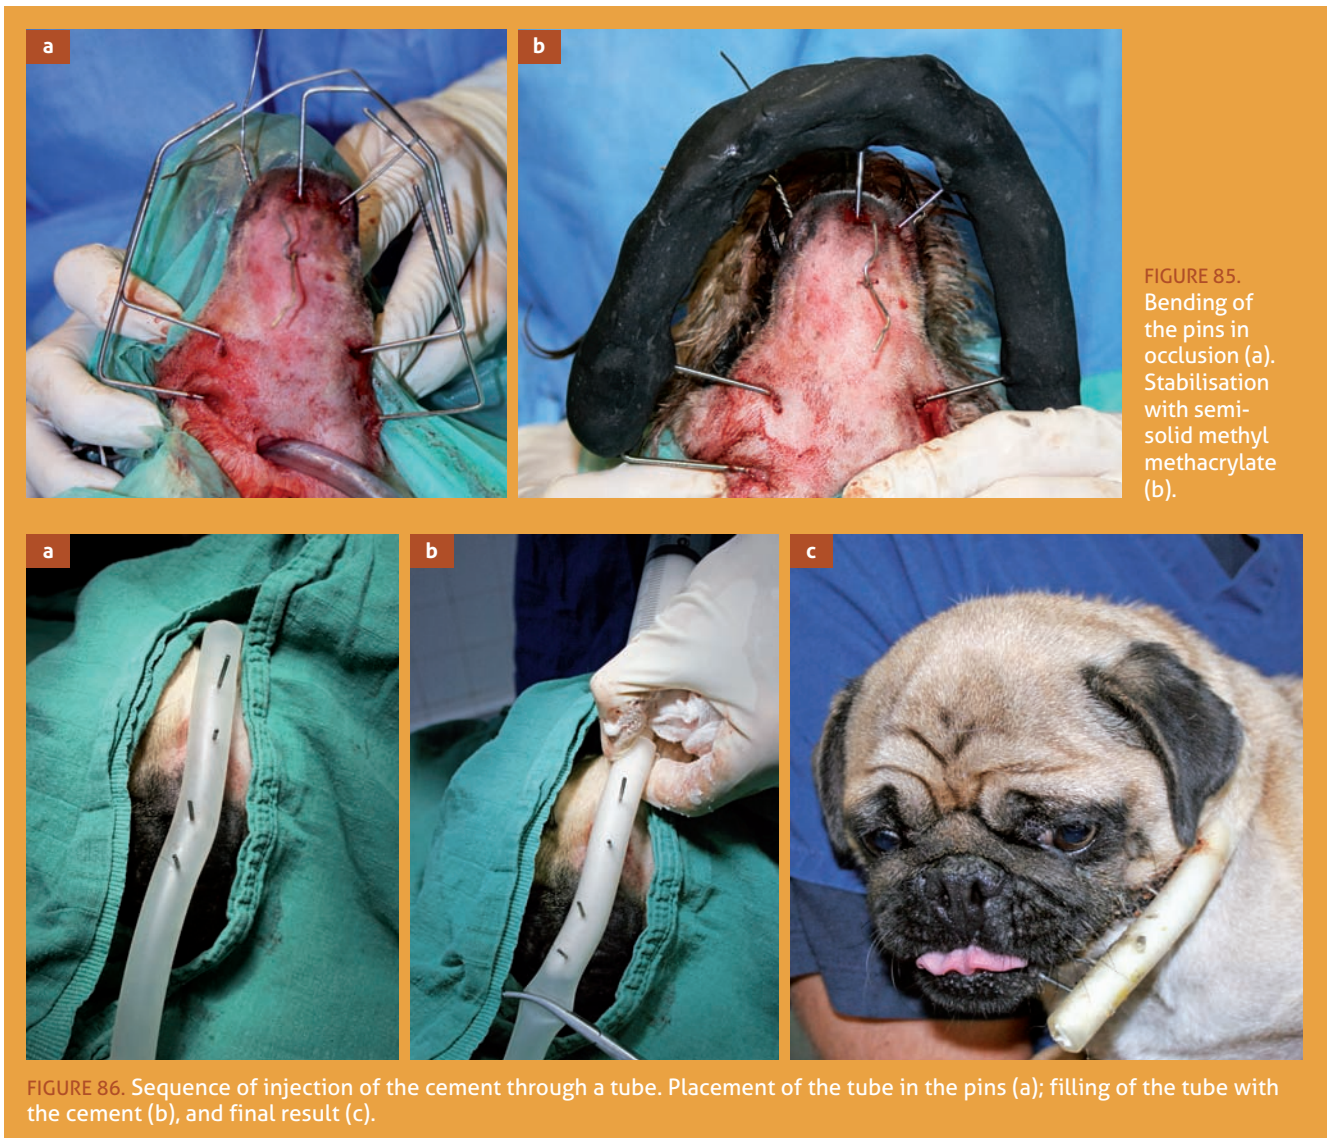 a
b
FIGURE 85.
Bending of
the pins in
occlusion (a).
Stabilisation
with semi-
solid methyl
methacrylate
(b).
a
b
c
FIGURE 86. Sequence of injection of the cement through a tube. Placement of the tube in the pins (a); filling of the tube with
the cement (b), and final result (c).